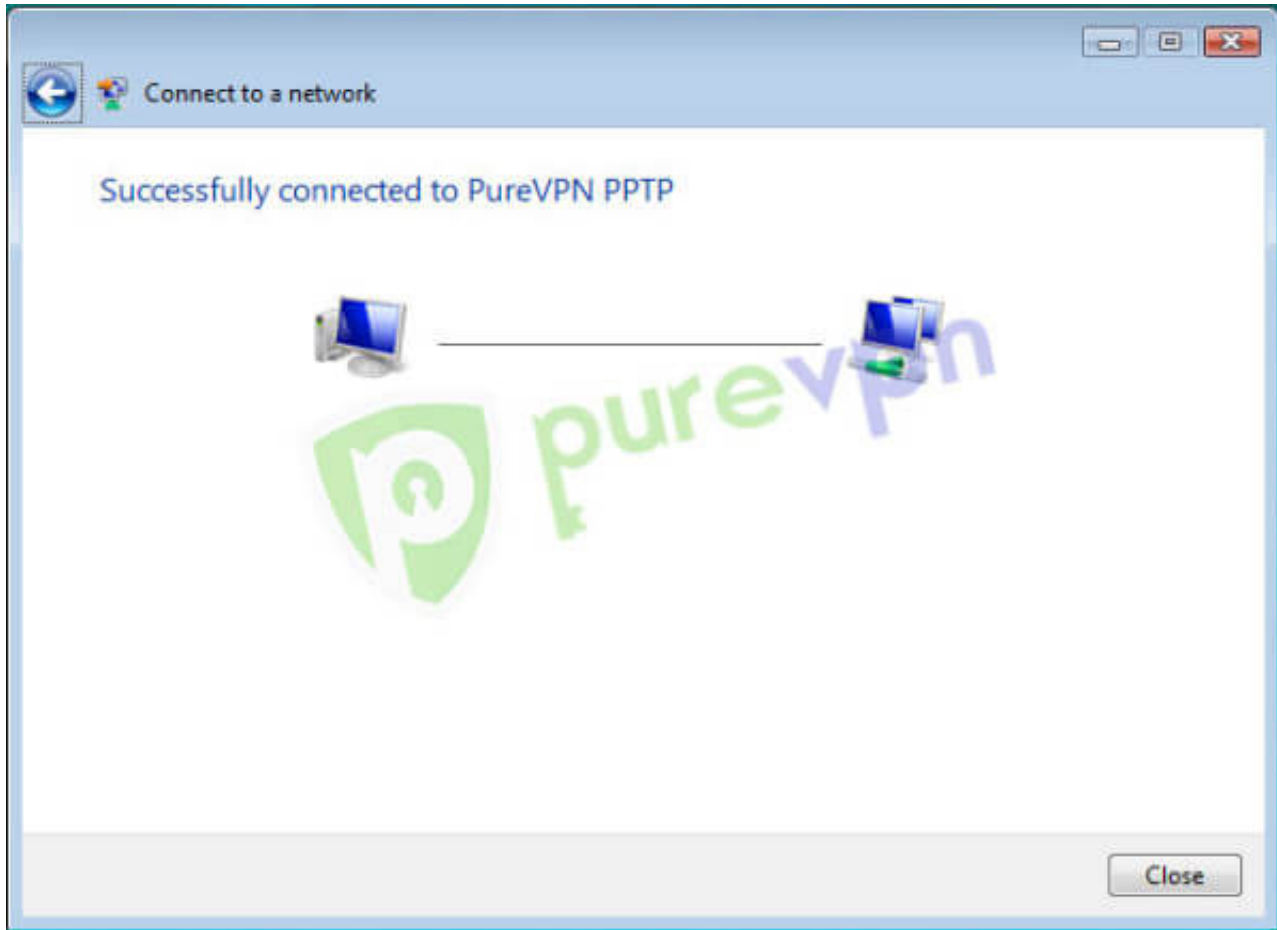 Connect to a network
Successfully connected to PureVPN PPTP
purevpn
Close